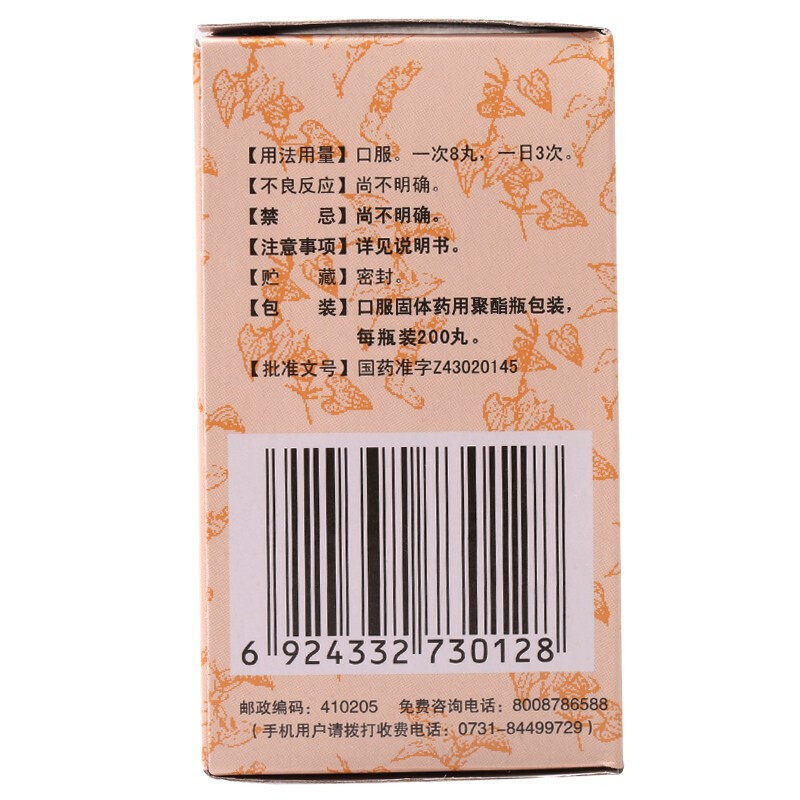 【用法用量】口服。一次8丸，一日3次。
【不良反应】尚不明确。
【禁　　忌】尚不明确。
【注意事项】详见说明书。
【贮　　藏】密封。
【包　　装】口服固体药用聚酯瓶包装，
每瓶装200丸。
【批准文号】国药准字Z43020145
6 924332 730128
邮政编码：410205　免费咨询电话：8008786588
（手机用户请拨打收费电话：0731-84499729）